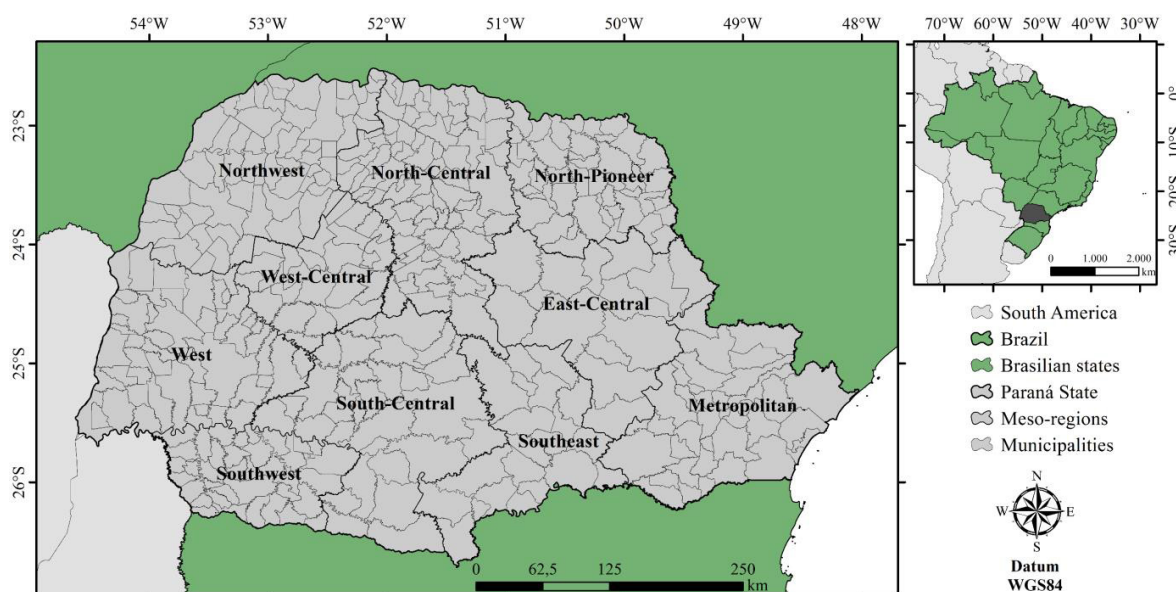 54°W 53°W 52°W 51°W 50°W 49°W 48°W
23°S
24°S
25°S
26°S
Northwest
North-Central
North-Pioneer
West-Central
East-Central
West
South-Central
Metropolitan
Southeast
Southwest
0 62,5 125 250
km
70°W 60°W 50°W 40°W 30°W
0°
10°S
20°S
30°S
0 1.000 2.000
km
South America
Brazil
Brasilian states
Paraná State
Meso-regions
Municipalities
N
W E
S
Datum
WGS84